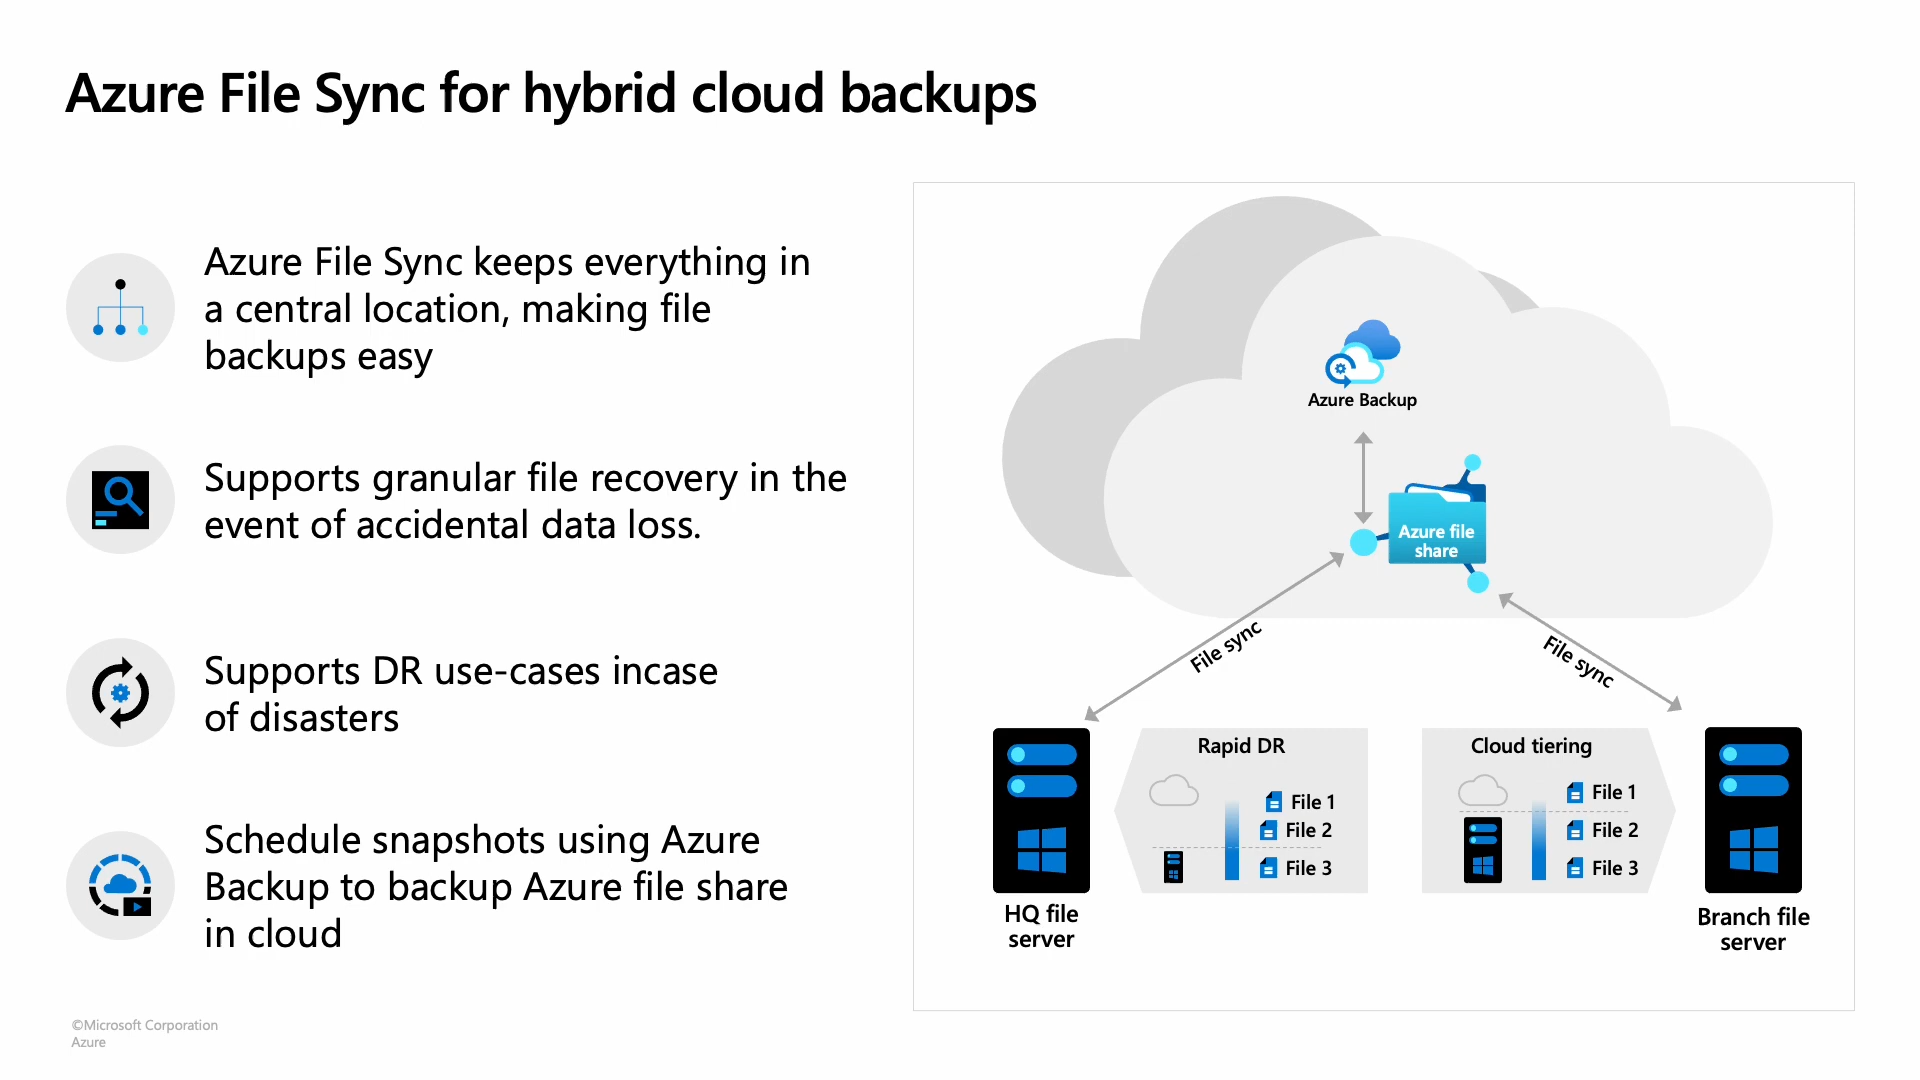 Azure File Sync for hybrid cloud backups
Azure File Sync keeps everything in
a central location, making file
backups easy
Supports granular file recovery in the
event of accidental data loss.
Supports DR use-cases incase
of disasters
Schedule snapshots using Azure
Backup to backup Azure file share
in cloud
Azure Backup
Azure file
share
File sync
File sync
Rapid DR
File 1
File 2
File 3
Cloud tiering
File 1
File 2
File 3
HQ file
server
Branch file
server
©Microsoft Corporation
Azure